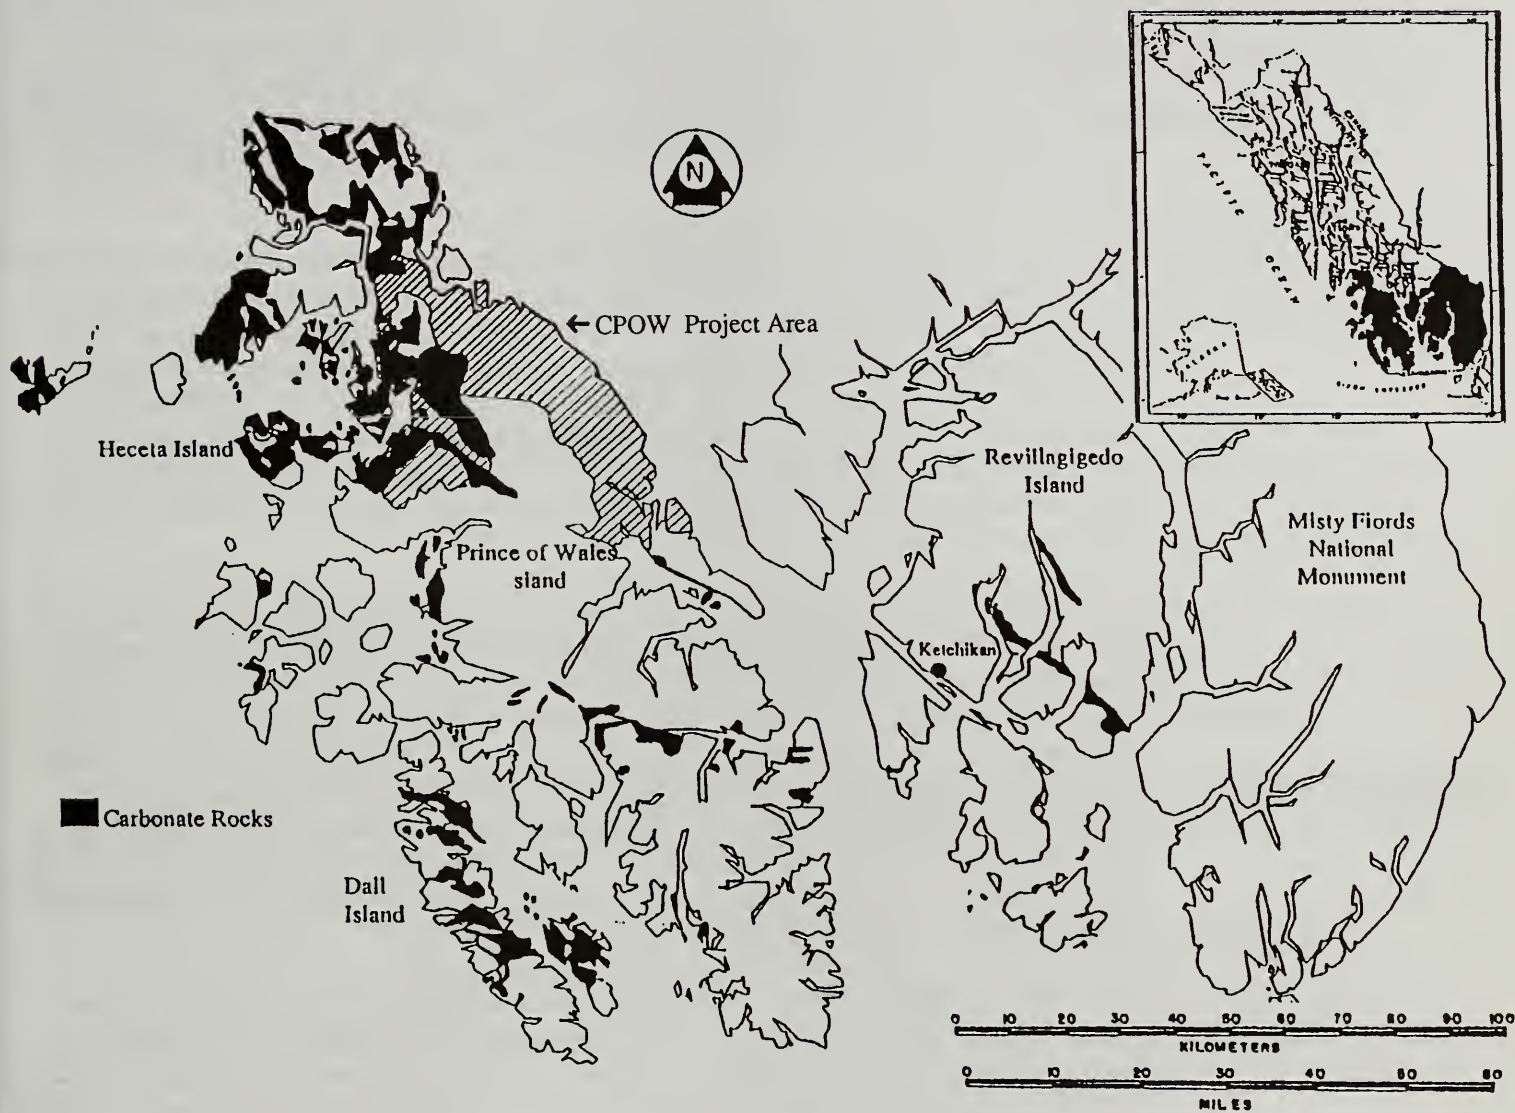 N
PACIFIC
OCEAN
← CPOW Project Area
Heceta Island
Revillagigedo
Island
Misty Fiords
National
Monument
Prince of Wales
sland
Ketchikan
Carbonate Rocks
Dall
Island
0 10 20 30 40 50 60 70 80 90 100
KILOMETERS
0 10 20 30 40 50 60
MILES